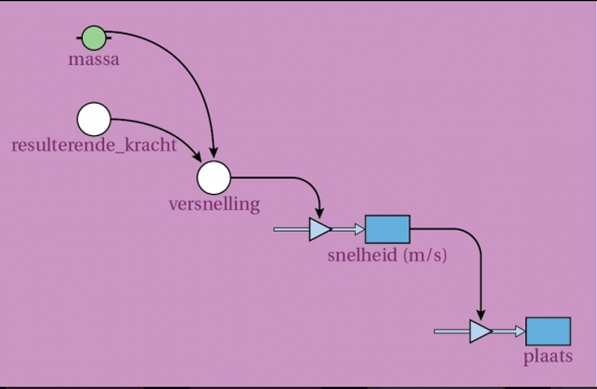 massa
resulterende_kracht
versnelling
snelheid (m/s)
plaats